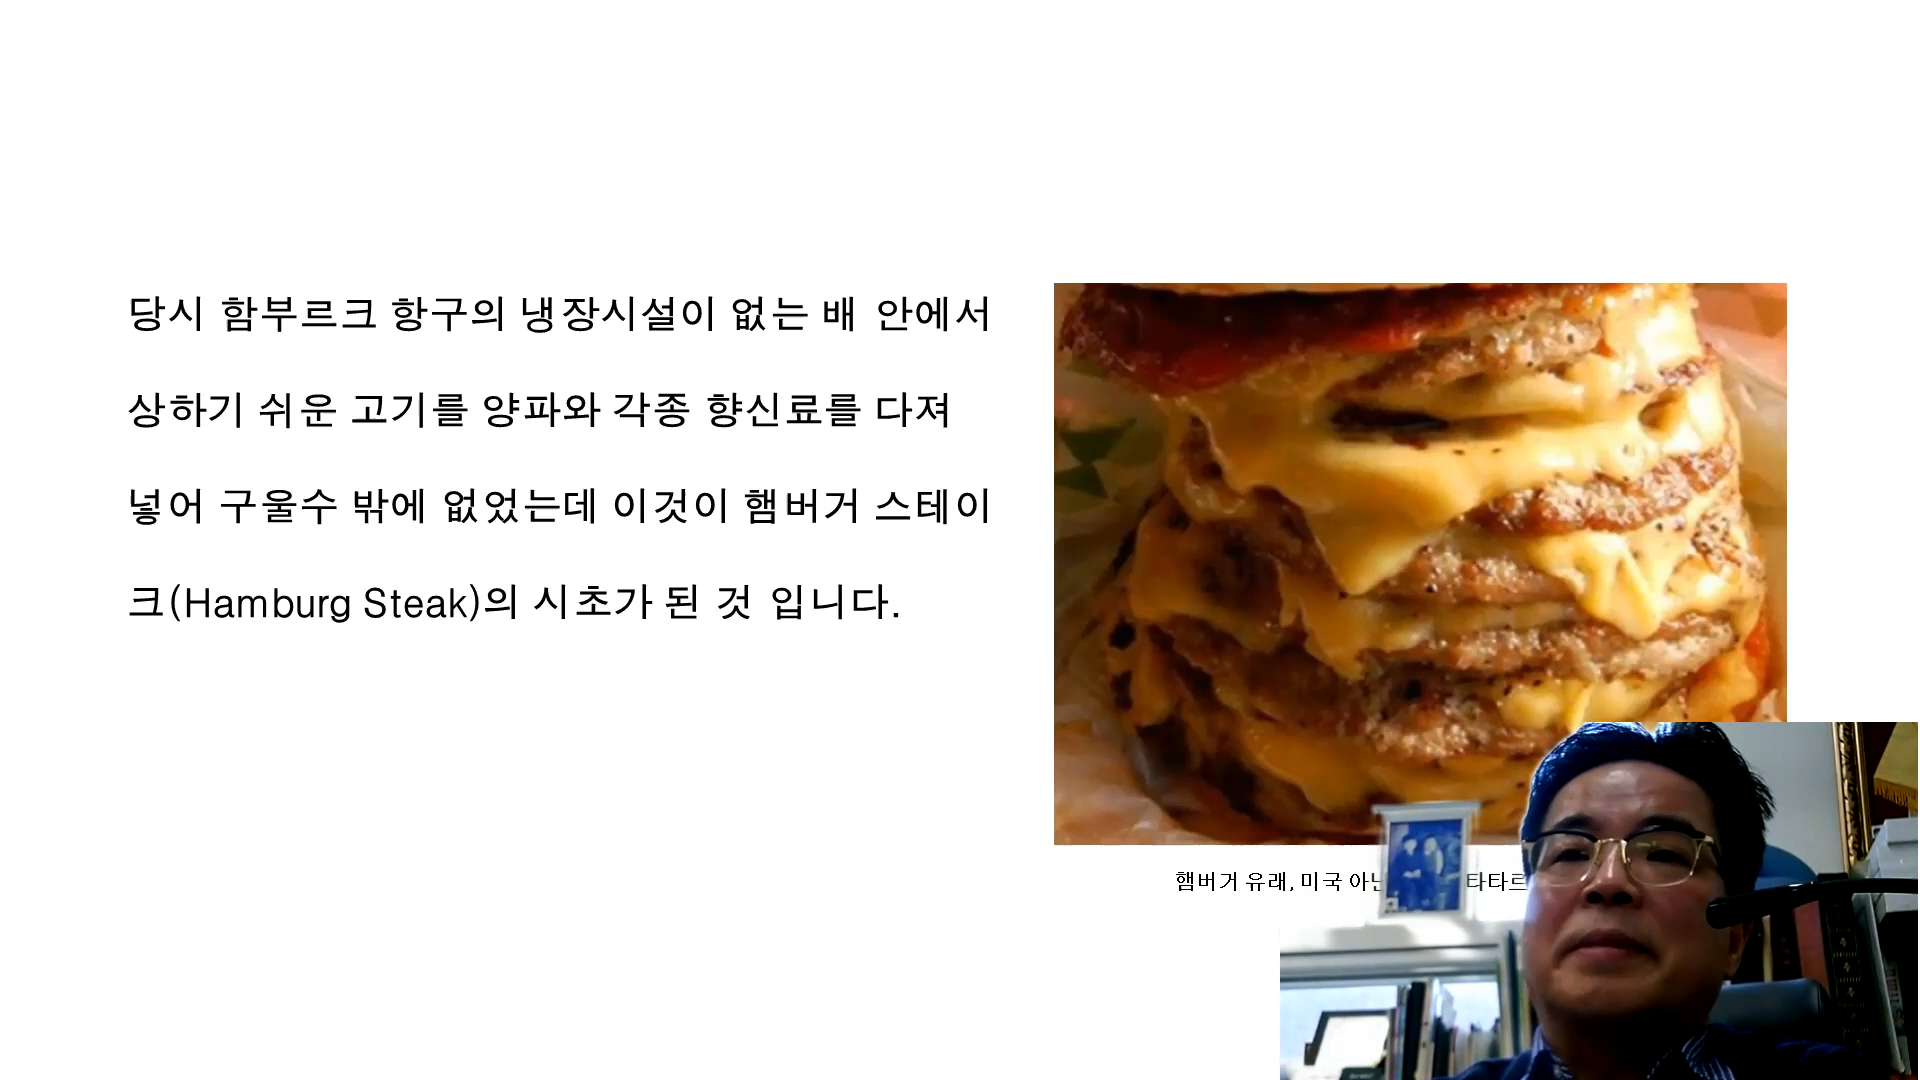 당시 함부르크 항구의 냉장시설이 없는 배 안에서
상하기 쉬운 고기를 양파와 각종 향신료를 다져
넣어 구울수 밖에 없었는데 이것이 햄버거 스테이
크(Hamburg Steak)의 시초가 된 것 입니다.
햄버거 유래, 미국 타타르